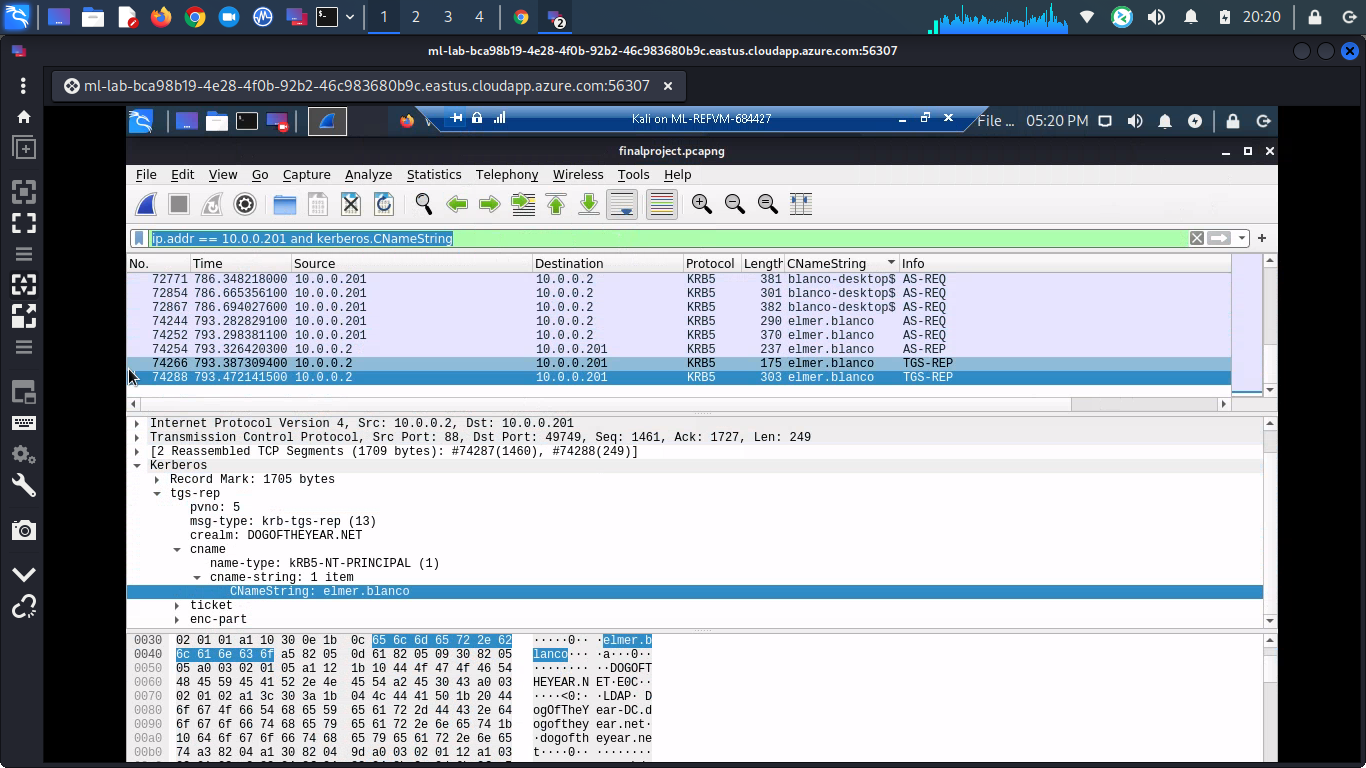 1 2 3 4 2 20:20
ml-lab-bca98b19-4e28-4f0b-92b2-46c983680b9c.eastus.cloudapp.azure.com:56307
ml-lab-bca98b19-4e28-4f0b-92b2-46c983680b9c.eastus.cloudapp.azure.com:56307
Kali on ML-REFVM-684427 File ... 05:20 PM
finalproject.pcapng
File Edit View Go Capture Analyze Statistics Telephony Wireless Tools Help
ip.addr == 10.0.0.201 and kerberos.CNameString
No. Time Source Destination Protocol Length CNameString Info
72771 786.348218000 10.0.0.201 10.0.0.2 KRB5 381 blanco-desktop$ AS-REQ
72854 786.665356100 10.0.0.201 10.0.0.2 KRB5 301 blanco-desktop$ AS-REQ
72867 786.694027600 10.0.0.201 10.0.0.2 KRB5 382 blanco-desktop$ AS-REQ
74244 793.282829100 10.0.0.201 10.0.0.2 KRB5 290 elmer.blanco AS-REQ
74252 793.298381100 10.0.0.201 10.0.0.2 KRB5 370 elmer.blanco AS-REQ
74254 793.326420300 10.0.0.2 10.0.0.201 KRB5 237 elmer.blanco AS-REP
74266 793.387309400 10.0.0.2 10.0.0.201 KRB5 175 elmer.blanco TGS-REP
74288 793.472141500 10.0.0.2 10.0.0.201 KRB5 303 elmer.blanco TGS-REP
Internet Protocol Version 4, Src: 10.0.0.2, Dst: 10.0.0.201
Transmission Control Protocol, Src Port: 88, Dst Port: 49749, Seq: 1461, Ack: 1727, Len: 249
[2 Reassembled TCP Segments (1709 bytes): #74287(1460), #74288(249)]
Kerberos
Record Mark: 1705 bytes
tgs-rep
pvno: 5
msg-type: krb-tgs-rep (13)
crealm: DOGOFTHEYEAR.NET
cname
name-type: kRB5-NT-PRINCIPAL (1)
cname-string: 1 item
CNameString: elmer.blanco
ticket
enc-part
0030 02 01 01 a1 10 30 0e 1b 0c 65 6c 6d 65 72 2e 62 ·····0·· ·elmer.b
0040 6c 61 6e 63 6f a5 82 05 0d 61 82 05 09 30 82 05 lanco··· ·a···0··
0050 05 a0 03 02 01 05 a1 12 1b 10 44 4f 47 4f 46 54 ········ ··DOGOFT
0060 48 45 59 45 41 52 2e 4e 45 54 a2 45 30 43 a0 03 HEYEAR.N ET·E0C··
0070 02 01 02 a1 3c 30 3a 1b 04 4c 44 41 50 1b 20 44 ····<0:· ·LDAP· D
0080 6f 67 4f 66 54 68 65 59 65 61 72 2d 44 43 2e 64 ogOfTheY ear-DC.d
0090 6f 67 6f 66 74 68 65 79 65 61 72 2e 6e 65 74 1b ogofthey ear.net·
00a0 10 64 6f 67 6f 66 74 68 65 79 65 61 72 2e 6e 65 ·dogofth eyear.ne
00b0 74 a3 82 04 a1 30 82 04 9d a0 03 02 01 12 a1 03 t····0·· ········